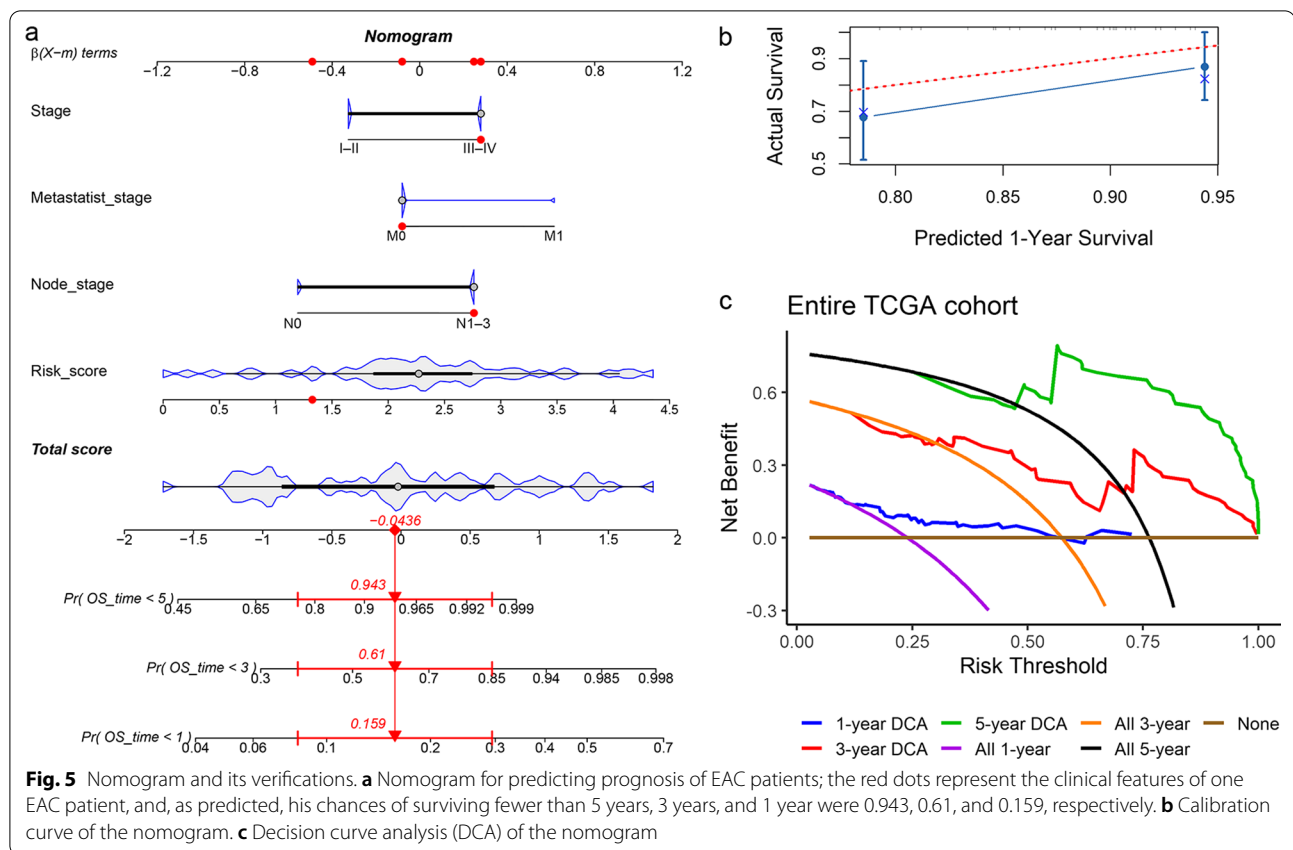 a
Nomogram
β(X−m) terms
−1.2 −0.8 −0.4 0 0.4 0.8 1.2
Stage
I−II III−IV
Metastatist_stage
M0 M1
Node_stage
N0 N1−3
Risk_score
0 0.5 1 1.5 2 2.5 3 3.5 4 4.5
Total score
−0.0436
−2 −1.5 −1 −0.5 0 0.5 1 1.5 2
0.943
Pr( OS_time < 5)
0.45 0.65 0.8 0.9 0.965 0.992 0.999
0.61
Pr( OS_time < 3)
0.3 0.5 0.7 0.85 0.94 0.985 0.998
0.159
Pr( OS_time < 1)
0.04 0.06 0.1 0.2 0.3 0.4 0.5 0.7
b
Actual Survival
0.5 0.7 0.9
0.80 0.85 0.90 0.95
Predicted 1-Year Survival
c
Entire TCGA cohort
Net Benefit
0.6
0.3
0.0
-0.3
0.00 0.25 0.50 0.75 1.00
Risk Threshold
1-year DCA 5-year DCA All 3-year None
3-year DCA All 1-year All 5-year
Fig. 5 Nomogram and its verifications. a Nomogram for predicting prognosis of EAC patients; the red dots represent the clinical features of one
EAC patient, and, as predicted, his chances of surviving fewer than 5 years, 3 years, and 1 year were 0.943, 0.61, and 0.159, respectively. b Calibration
curve of the nomogram. c Decision curve analysis (DCA) of the nomogram